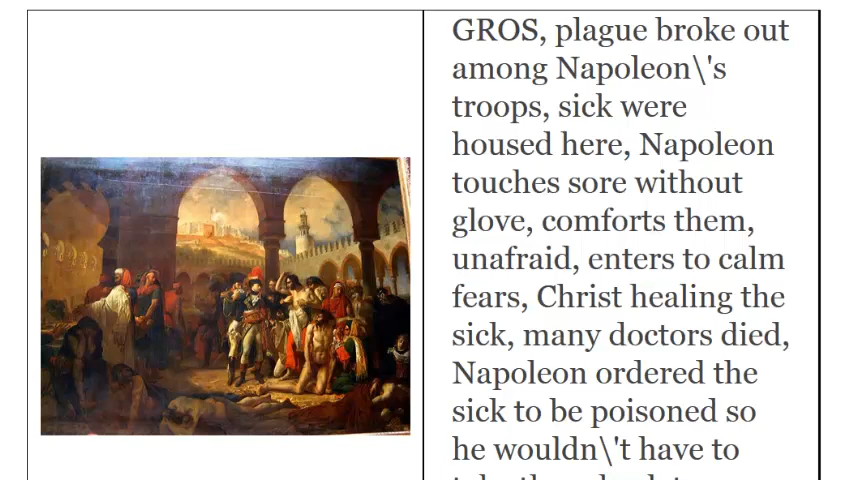 GROS, plague broke out
among Napoleon\'s
troops, sick were
housed here, Napoleon
touches sore without
glove, comforts them,
unafraid, enters to calm
fears, Christ healing the
sick, many doctors died,
Napoleon ordered the
sick to be poisoned so
he wouldn\'t have to